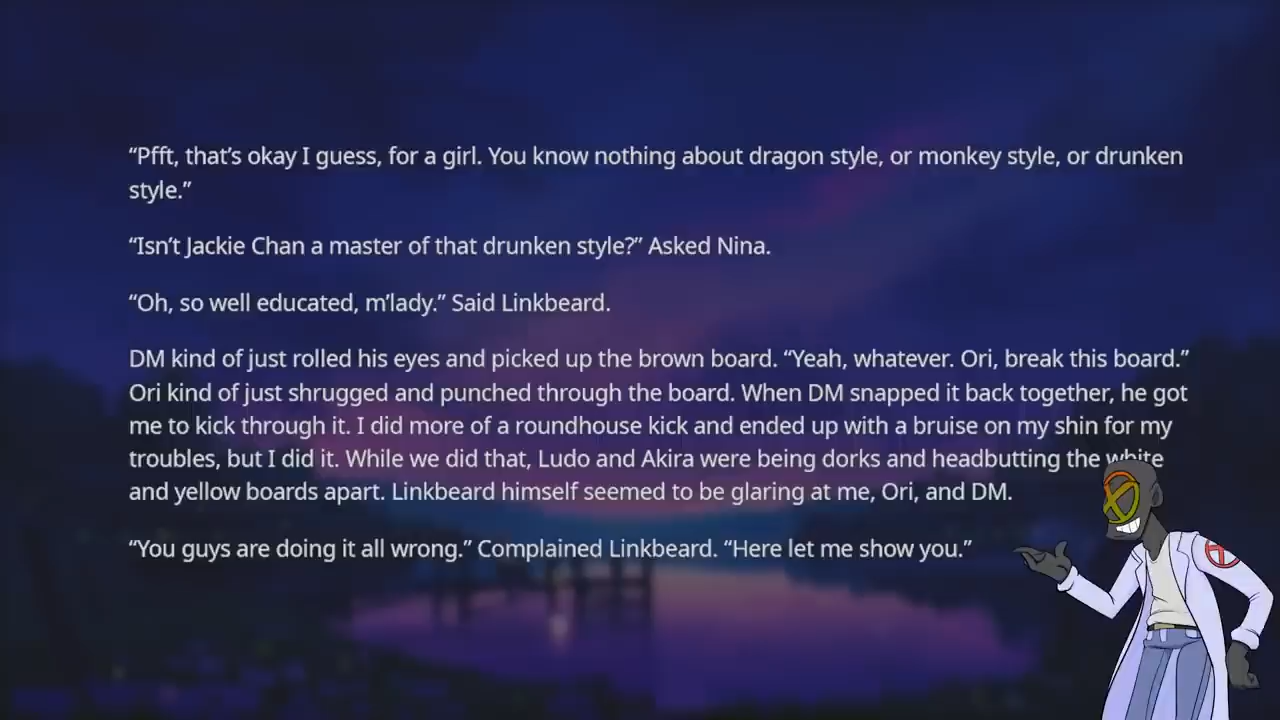 “Pfft, that’s okay I guess, for a girl. You know nothing about dragon style, or monkey style, or drunken
style.”
“Isn’t Jackie Chan a master of that drunken style?” Asked Nina.
“Oh, so well educated, m’lady.” Said Linkbeard.
DM kind of just rolled his eyes and picked up the brown board. “Yeah, whatever. Ori, break this board.”
Ori kind of just shrugged and punched through the board. When DM snapped it back together, he got
me to kick through it. I did more of a roundhouse kick and ended up with a bruise on my shin for my
troubles, but I did it. While we did that, Ludo and Akira were being dorks and headbutting the white
and yellow boards apart. Linkbeard himself seemed to be glaring at me, Ori, and DM.
“You guys are doing it all wrong.” Complained Linkbeard. “Here let me show you.”